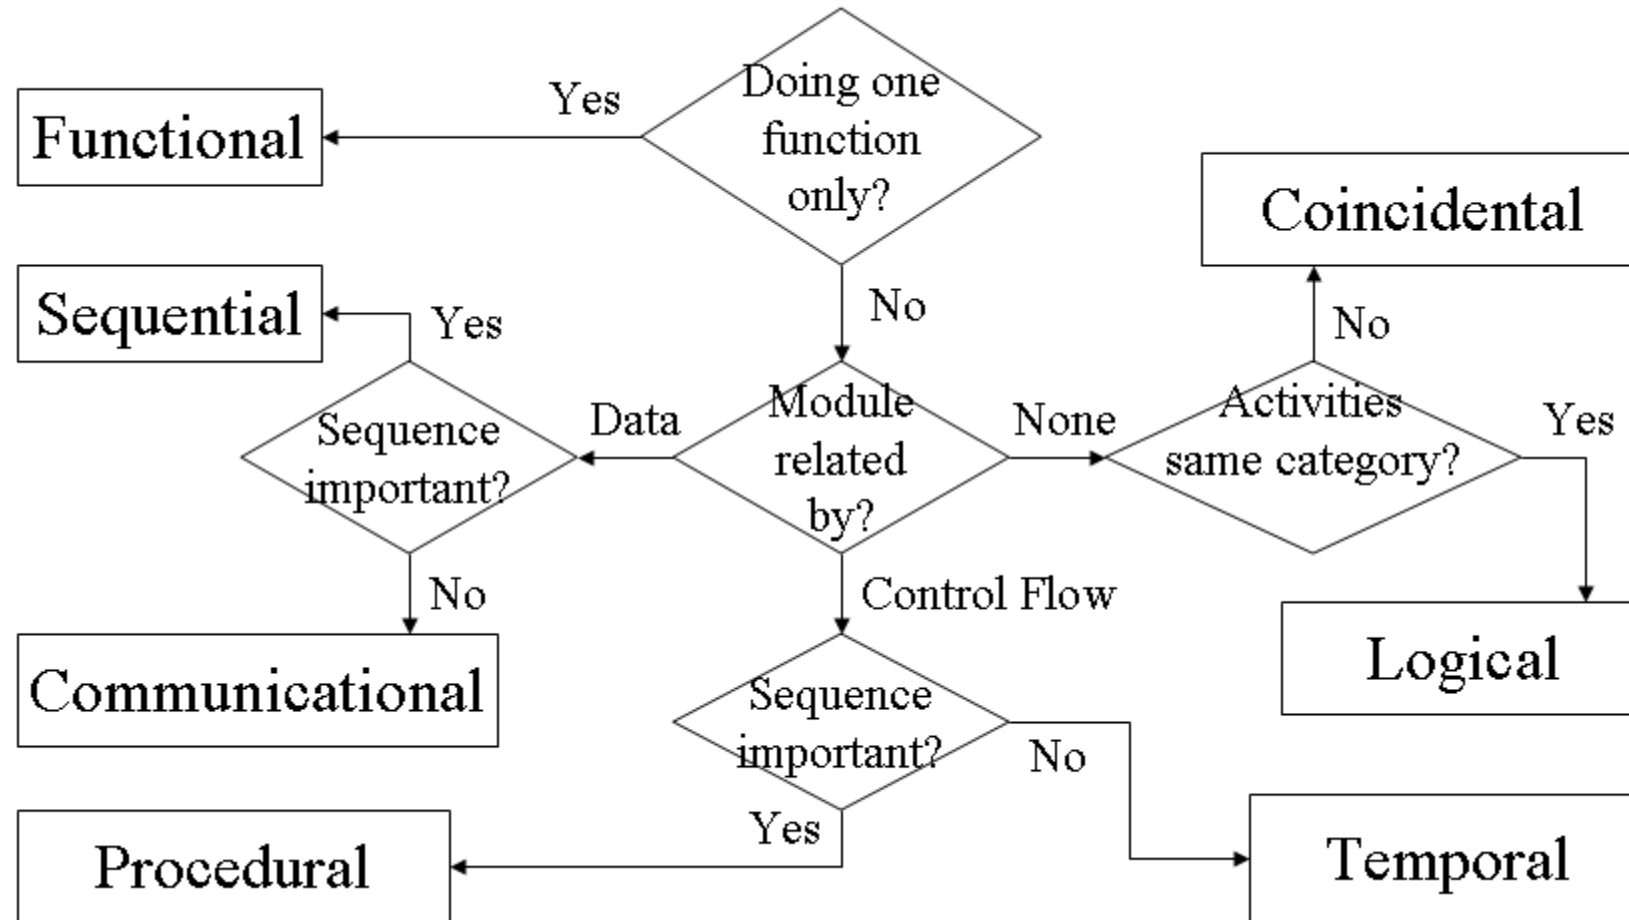 Doing one
function
only?
Yes
Functional
Coincidental
No
No
Sequential
Yes
Sequence
important?
Data
Module
related
by?
None
Activities
same category?
Yes
No
Control Flow
Communicational
Logical
Sequence
important?
No
Yes
Procedural
Temporal